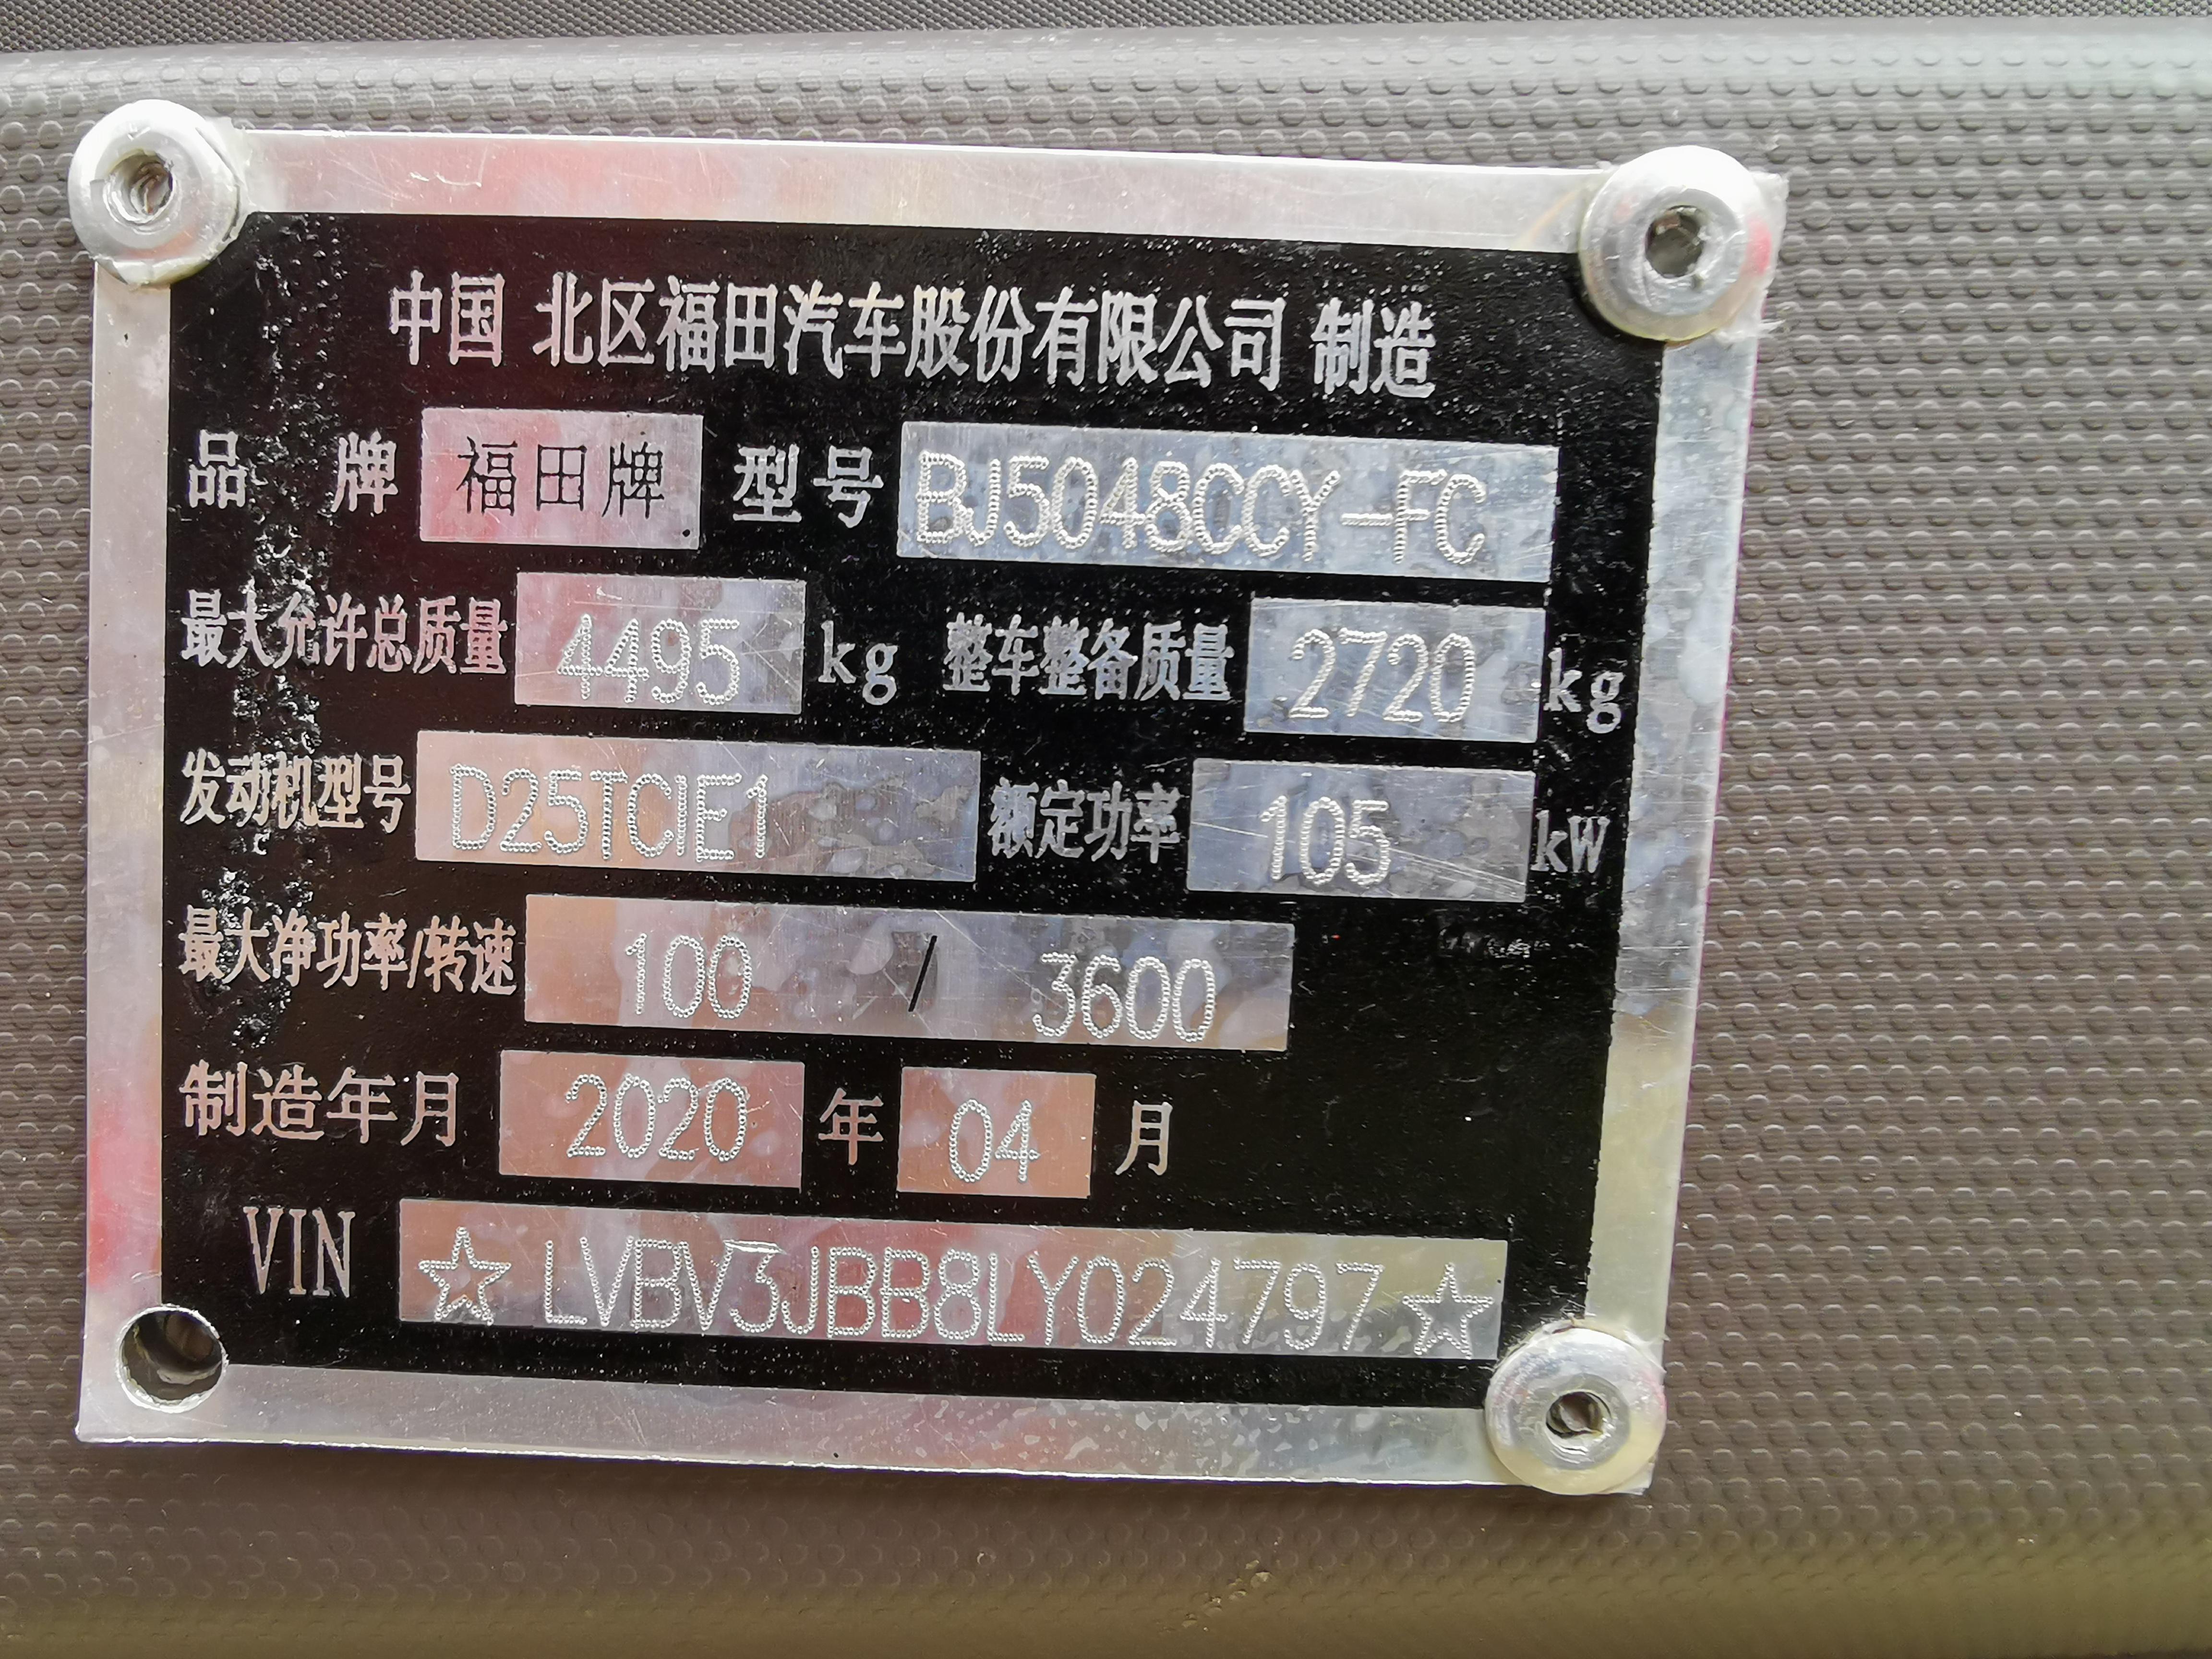 中国 北区福田汽车股份有限公司 制造
品牌 福田牌 型号 BJ5048CCY-FC
最大允许总质量 4495 kg 整车整备质量 2720 kg
发动机型号 D25TCIE1 额定功率 105 kW
最大净功率/转速 100 / 3600
制造年月 2020 年 04 月
VIN ☆LVBV3JBB8LY024797☆